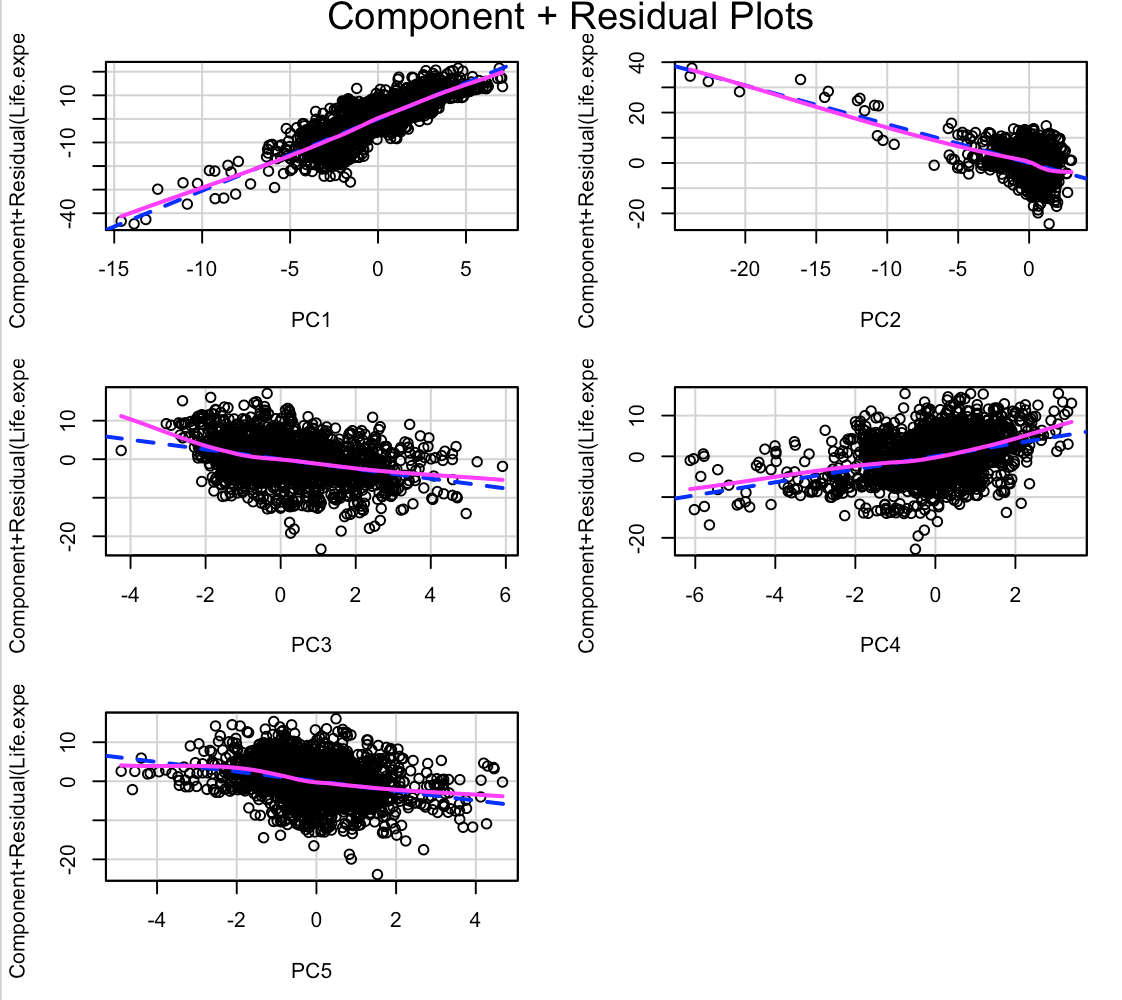 Component + Residual Plots
Component+Residual(Life.expe
10
-10
-40
-15 -10 -5 0 5
PC1
Component+Residual(Life.expe
40
20
0
-20
-20 -15 -10 -5 0
PC2
Component+Residual(Life.expe
10
0
-20
-4 -2 0 2 4 6
PC3
Component+Residual(Life.expe
10
0
-20
-6 -4 -2 0 2
PC4
Component+Residual(Life.expe
10
0
-20
-4 -2 0 2 4
PC5